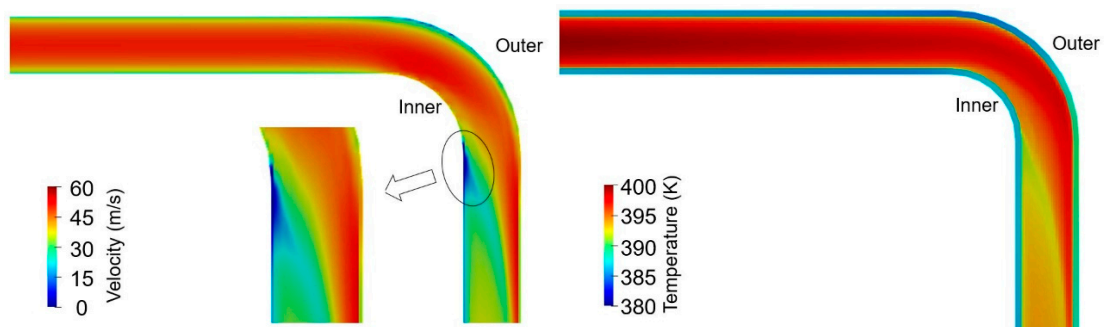 Outer
Inner
60
45
30
15
0
Velocity (m/s)
Outer
Inner
400
395
390
385
380
Temperature (K)